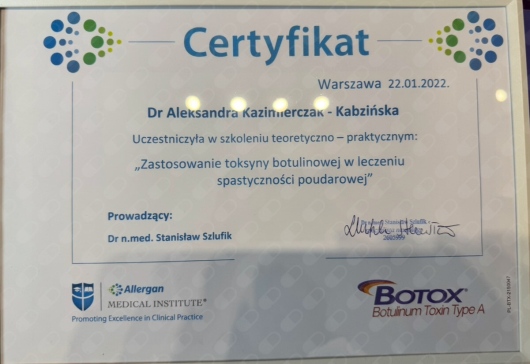 Certyfikat
Warszawa 22.01.2022.
Dr Aleksandra Kazimierczak - Kabzińska
Uczestniczyła w szkoleniu teoretyczno – praktycznym:
„Zastosowanie toksyny botulinowej w leczeniu
spastyczności poudarowej”
Prowadzący:
Dr n.med. Stanisław Szlufik
Allergan
MEDICAL INSTITUTE
Promoting Excellence in Clinical Practice
BOTOX®
Botulinum Toxin Type A